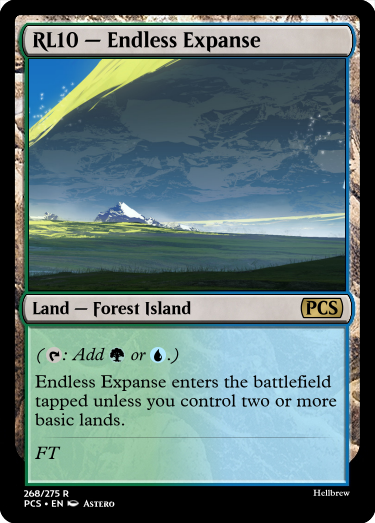 RL10 — Endless Expanse
Land — Forest Island
PCS
( : Add or .)
Endless Expanse enters the battlefield
tapped unless you control two or more
basic lands.
FT
268/275 R
PCS • EN Astero
Hellbrew